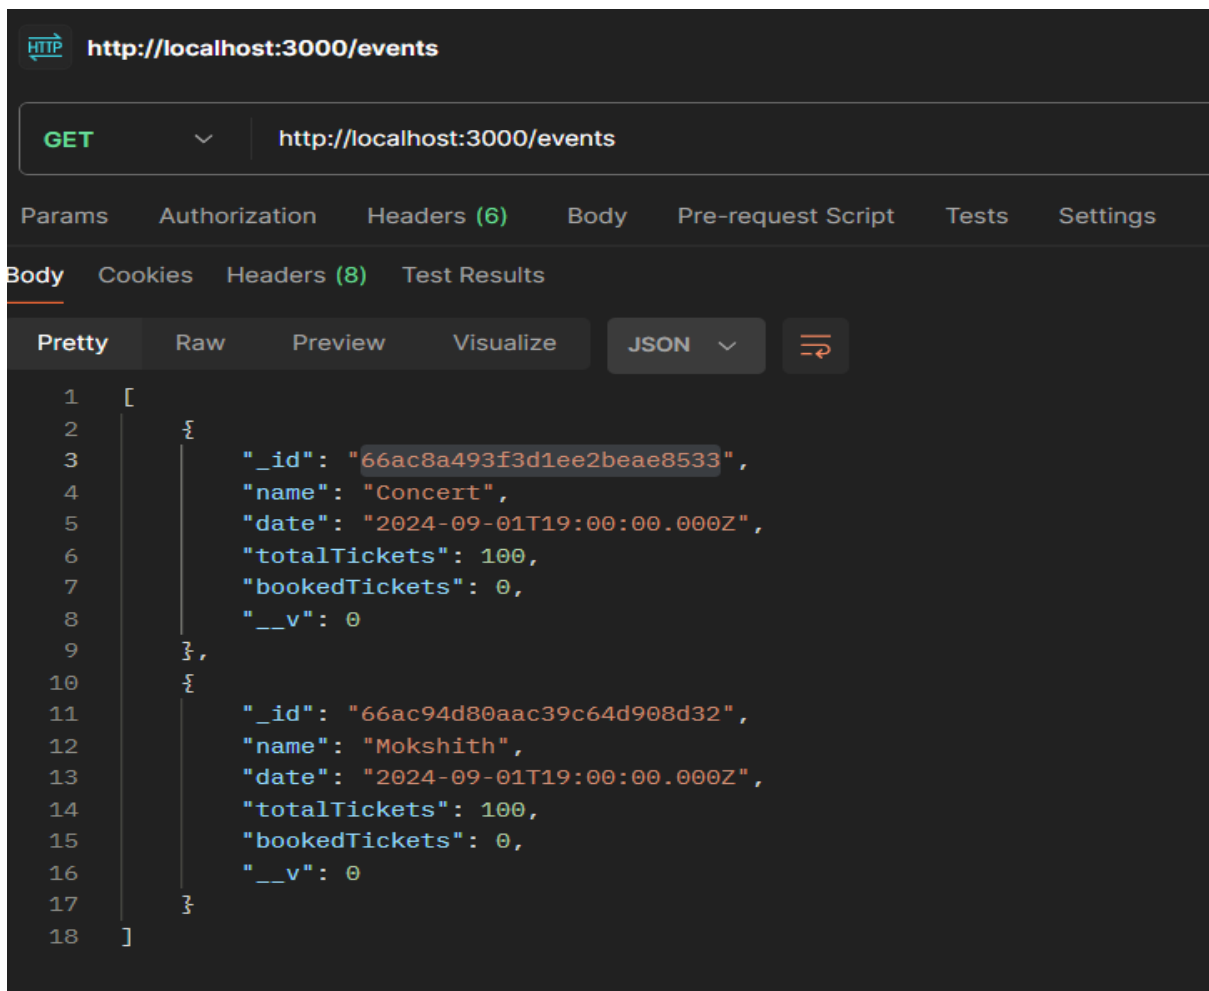 HTTP http://localhost:3000/events
GET http://localhost:3000/events
Params Authorization Headers (6) Body Pre-request Script Tests Settings
Body Cookies Headers (8) Test Results
Pretty Raw Preview Visualize JSON
1 [
2 {
3 "_id": "66ac8a493f3d1ee2beae8533",
4 "name": "Concert",
5 "date": "2024-09-01T19:00:00.000Z",
6 "totalTickets": 100,
7 "bookedTickets": 0,
8 "__v": 0
9 },
10 {
11 "_id": "66ac94d80aac39c64d908d32",
12 "name": "Mokshith",
13 "date": "2024-09-01T19:00:00.000Z",
14 "totalTickets": 100,
15 "bookedTickets": 0,
16 "__v": 0
17 }
18 ]